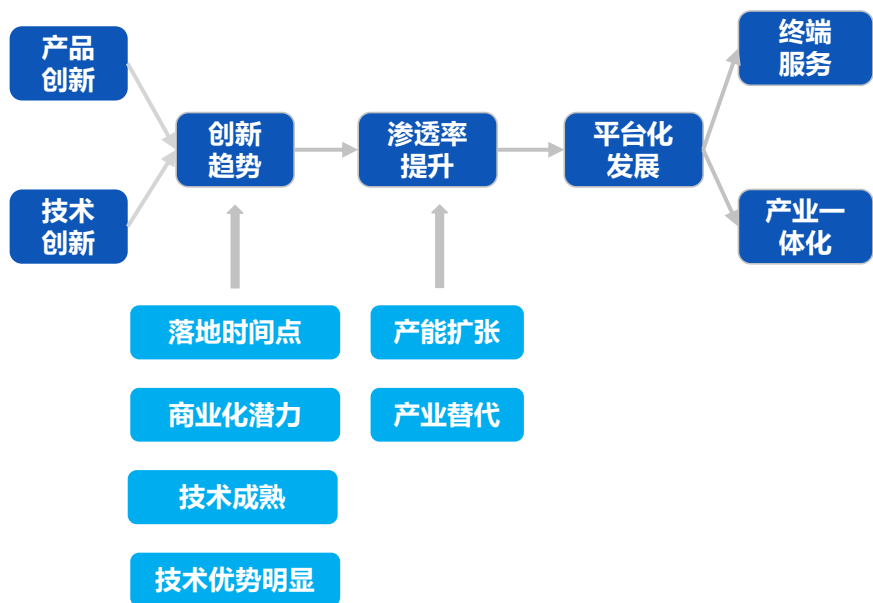 产品
创新
技术
创新
创新
趋势
渗透率
提升
平台化
发展
终端
服务
产业一
体化
落地时间点
商业化潜力
技术成熟
技术优势明显
产能扩张
产业替代